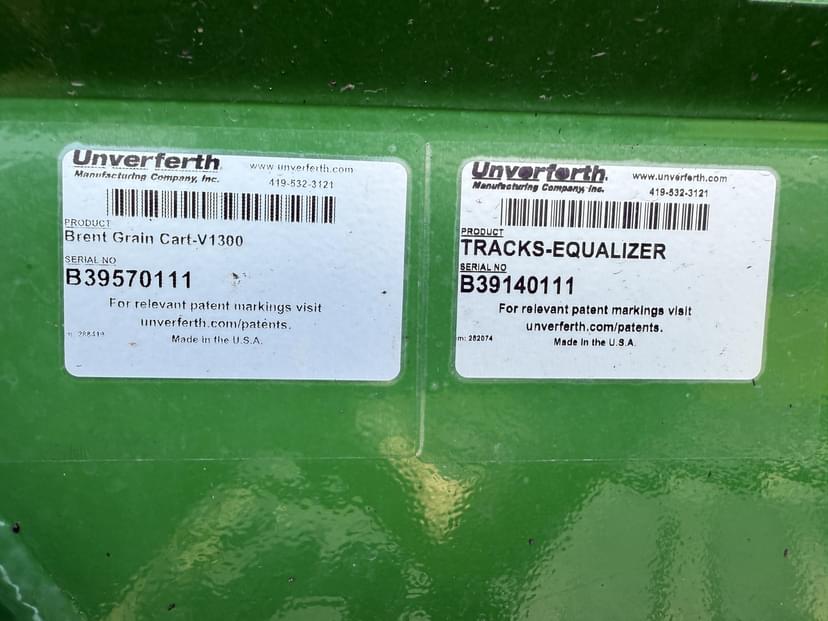 Unverferth www.unverferth.com
Manufacturing Company, Inc. 419-532-3121
PRODUCT
Brent Grain Cart-V1300
SERIAL NO
B39570111
For relevant patent markings visit
unverferth.com/patents.
m: 288419 Made in the U.S.A.
Unverferth www.unverferth.com
Manufacturing Company, Inc. 419-532-3121
PRODUCT
TRACKS-EQUALIZER
SERIAL NO
B39140111
For relevant patent markings visit
unverferth.com/patents.
m: 282074 Made in the U.S.A.